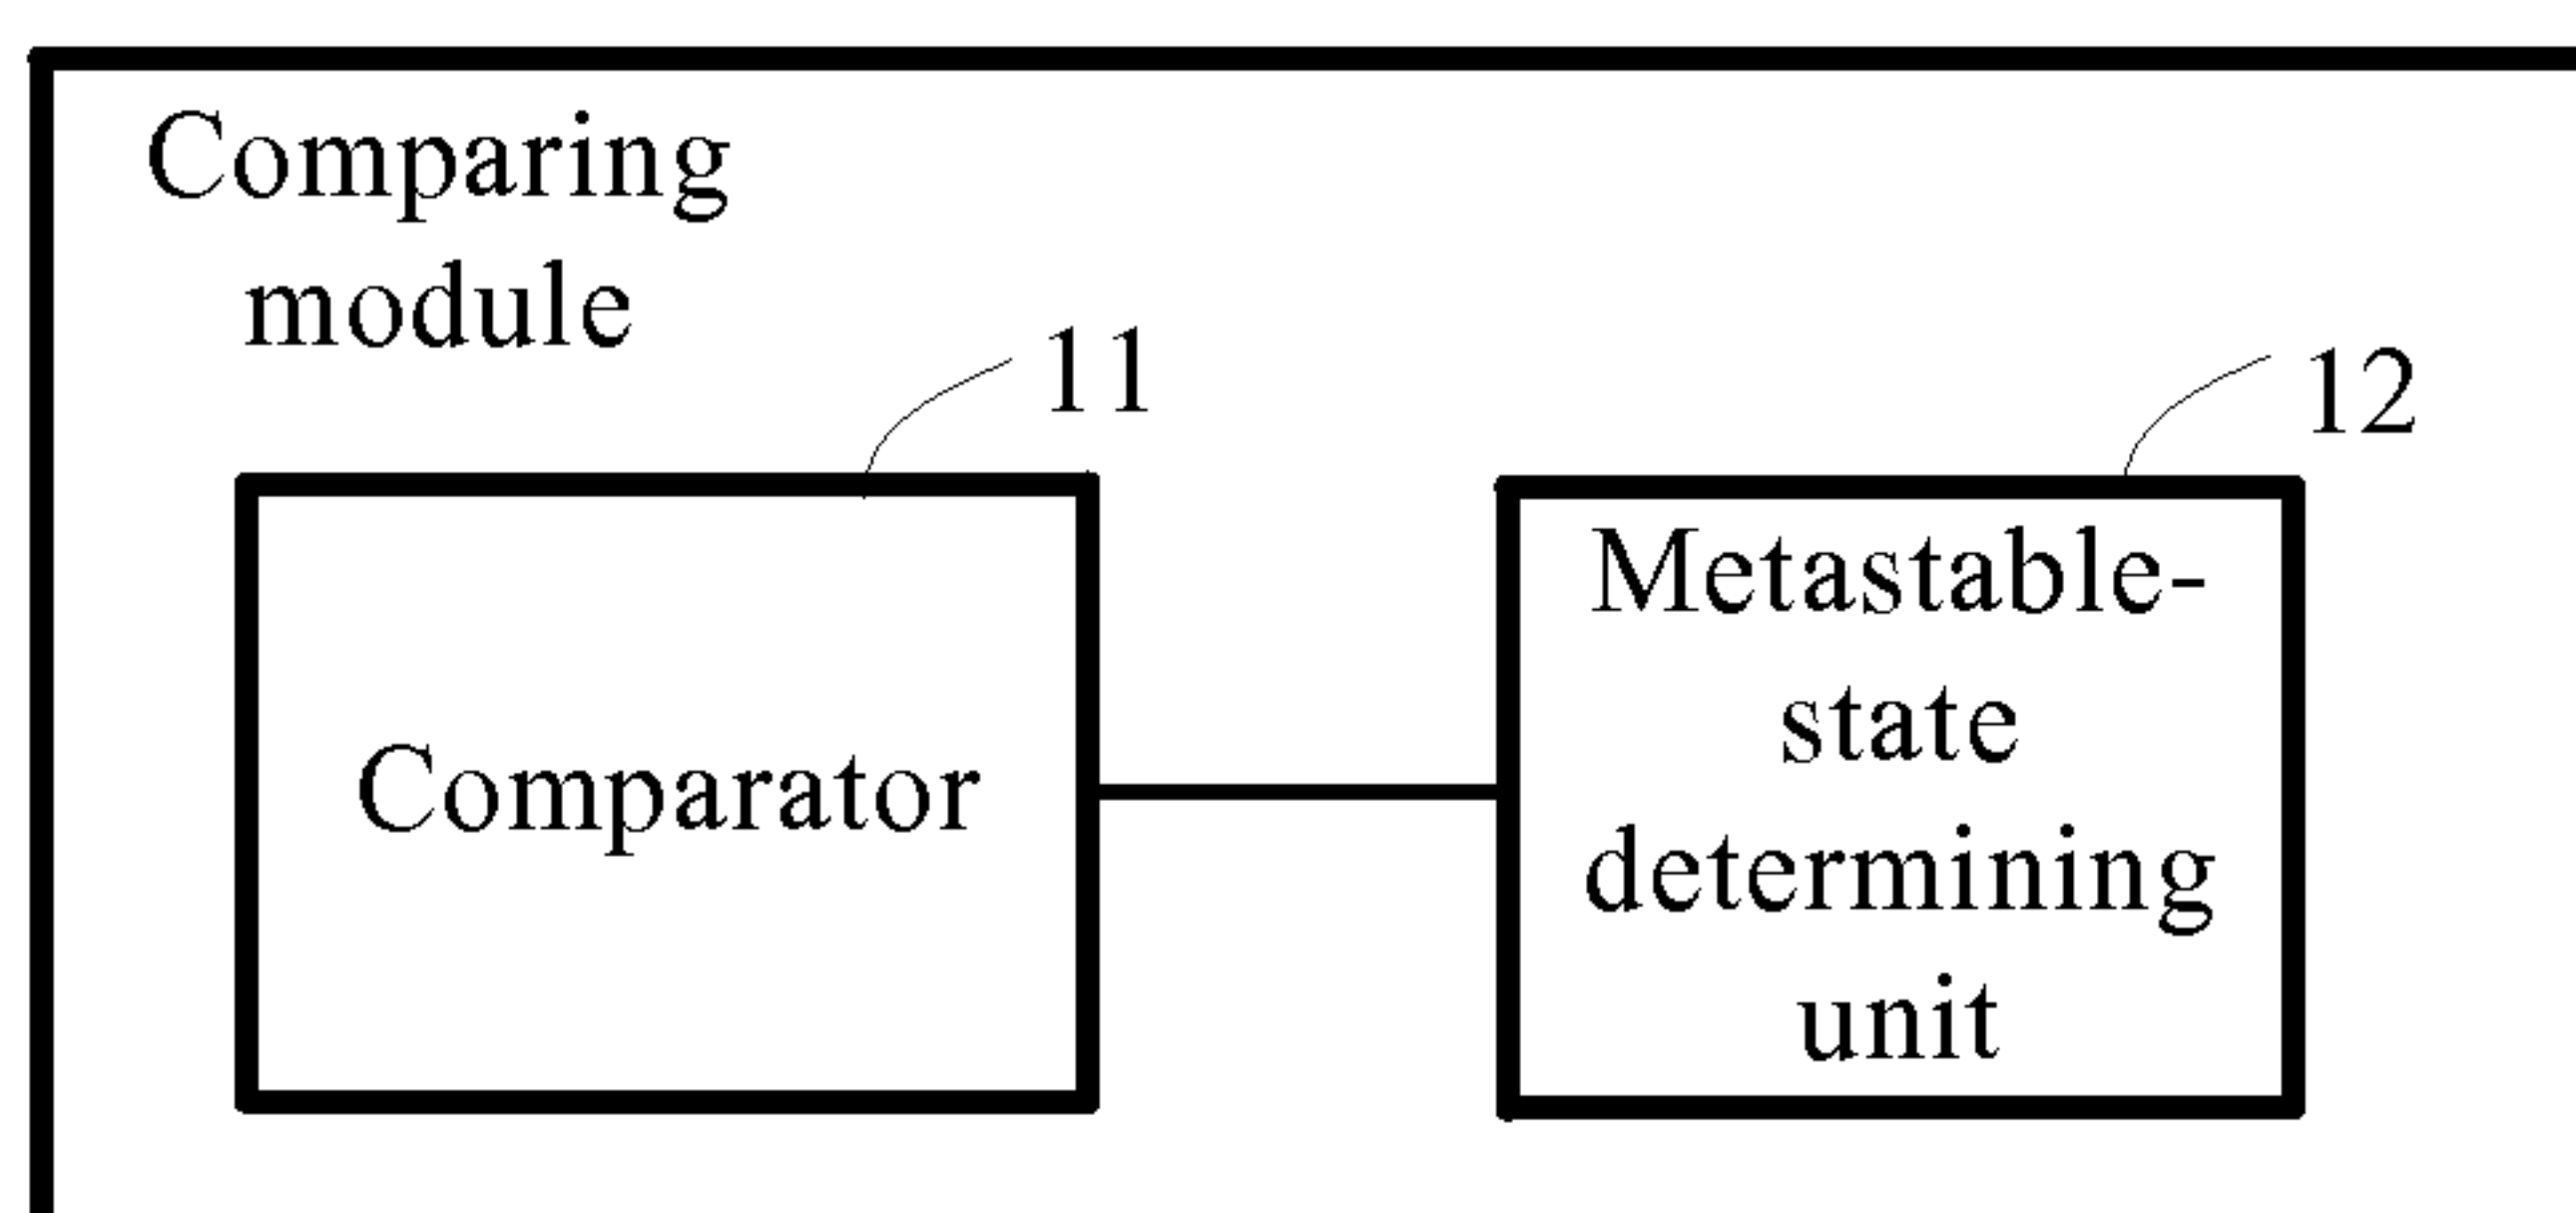 Comparing
module
11
12
Comparator
Metastable-
state
determining
unit